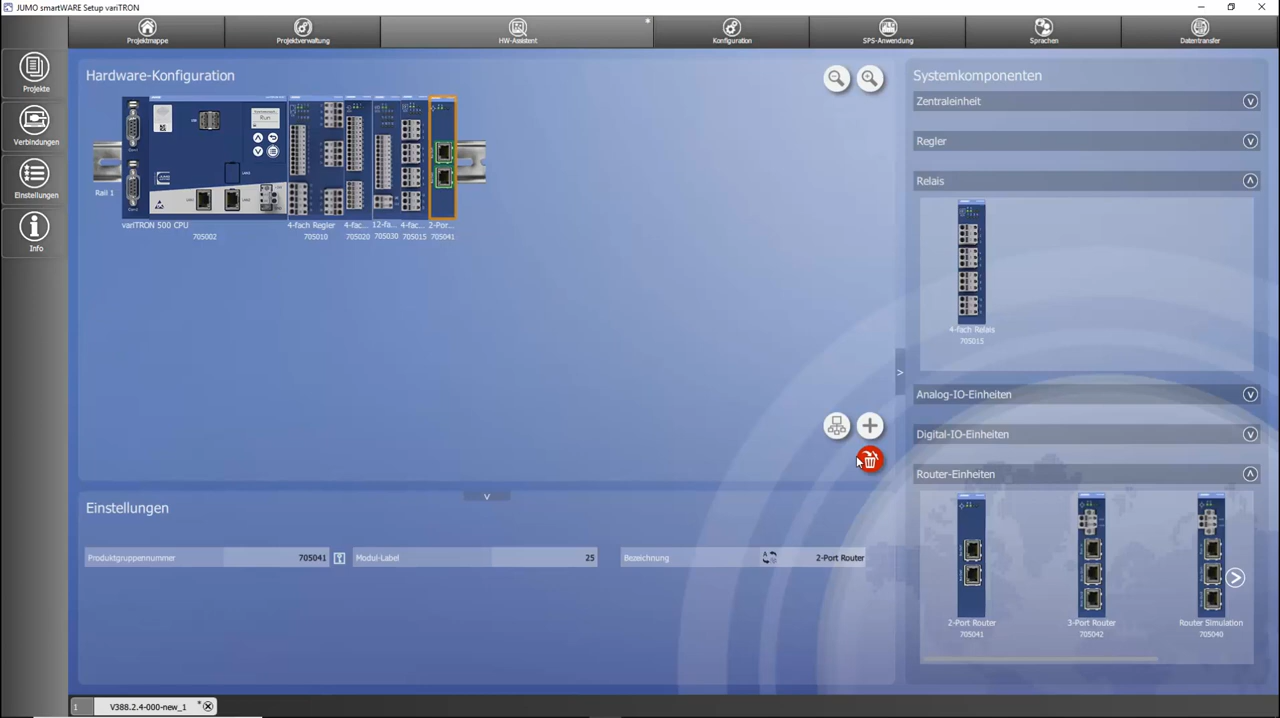 JUMO smartWARE Setup variTRON
Projektmappe
Projektverwaltung
HW-Assistent
*
Konfiguration
SPS-Anwendung
Sprachen
Datentransfer
Projekte
Verbindungen
Einstellungen
Info
Hardware-Konfiguration
Rail 1
Run
variTRON 500 CPU
705002
4-fach Regler
705010
4-fac...
705020
12-fa...
705030
4-fac...
705015
2-Por...
705041
Systemkomponenten
Zentraleinheit
Regler
Relais
4-fach Relais
705015
Analog-IO-Einheiten
Digital-IO-Einheiten
Router-Einheiten
2-Port Router
705041
3-Port Router
705042
Router Simulation
705040
Einstellungen
Produktgruppennummer 705041
Modul-Label 25
Bezeichnung 2-Port Router
1 V388.2.4-000-new_1 *